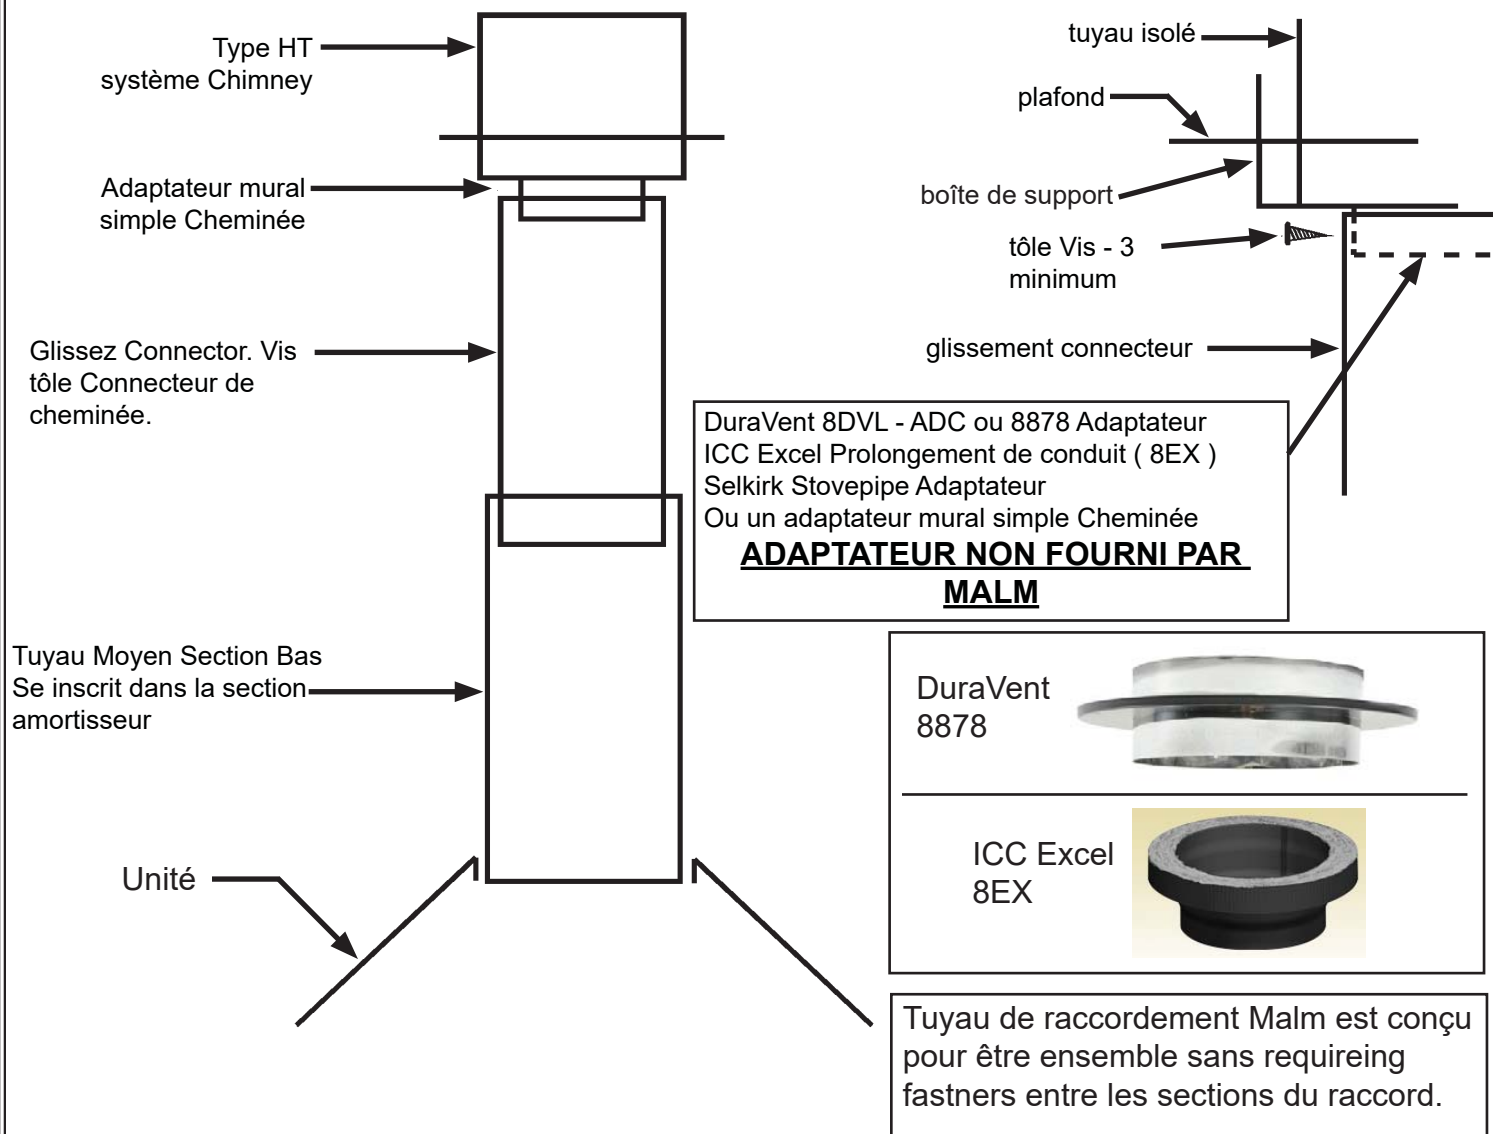 Type HT
système Chimney
Adaptateur mural
simple Cheminée
Glissez Connector. Vis
tôle Connecteur de
cheminée.
Tuyau Moyen Section Bas
Se inscrit dans la section
amortisseur
Unité
tuyau isolé
plafond
boîte de support
tôle Vis - 3
minimum
glissement connecteur
DuraVent 8DVL - ADC ou 8878 Adaptateur
ICC Excel Prolongement de conduit ( 8EX )
Selkirk Stovepipe Adaptateur
Ou un adaptateur mural simple Cheminée
ADAPTATEUR NON FOURNI PAR
MALM
DuraVent
8878
ICC Excel
8EX
Tuyau de raccordement Malm est conçu
pour être ensemble sans requireing
fastners entre les sections du raccord.